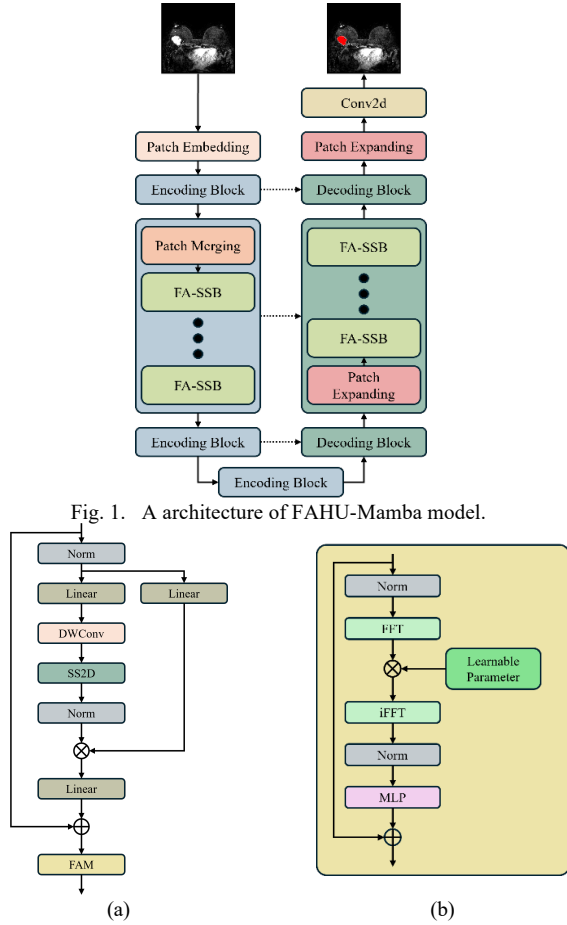 Conv2d
Patch Embedding
Patch Expanding
Encoding Block
Decoding Block
Patch Merging
FA-SSB
FA-SSB
FA-SSB
FA-SSB
Patch
Expanding
Encoding Block
Decoding Block
Encoding Block
Fig. 1. A architecture of FAHU-Mamba model.
Norm
Linear
Linear
DWConv
SS2D
Norm
Linear
FAM
(a)
Norm
FFT
Learnable
Parameter
iFFT
Norm
MLP
(b)